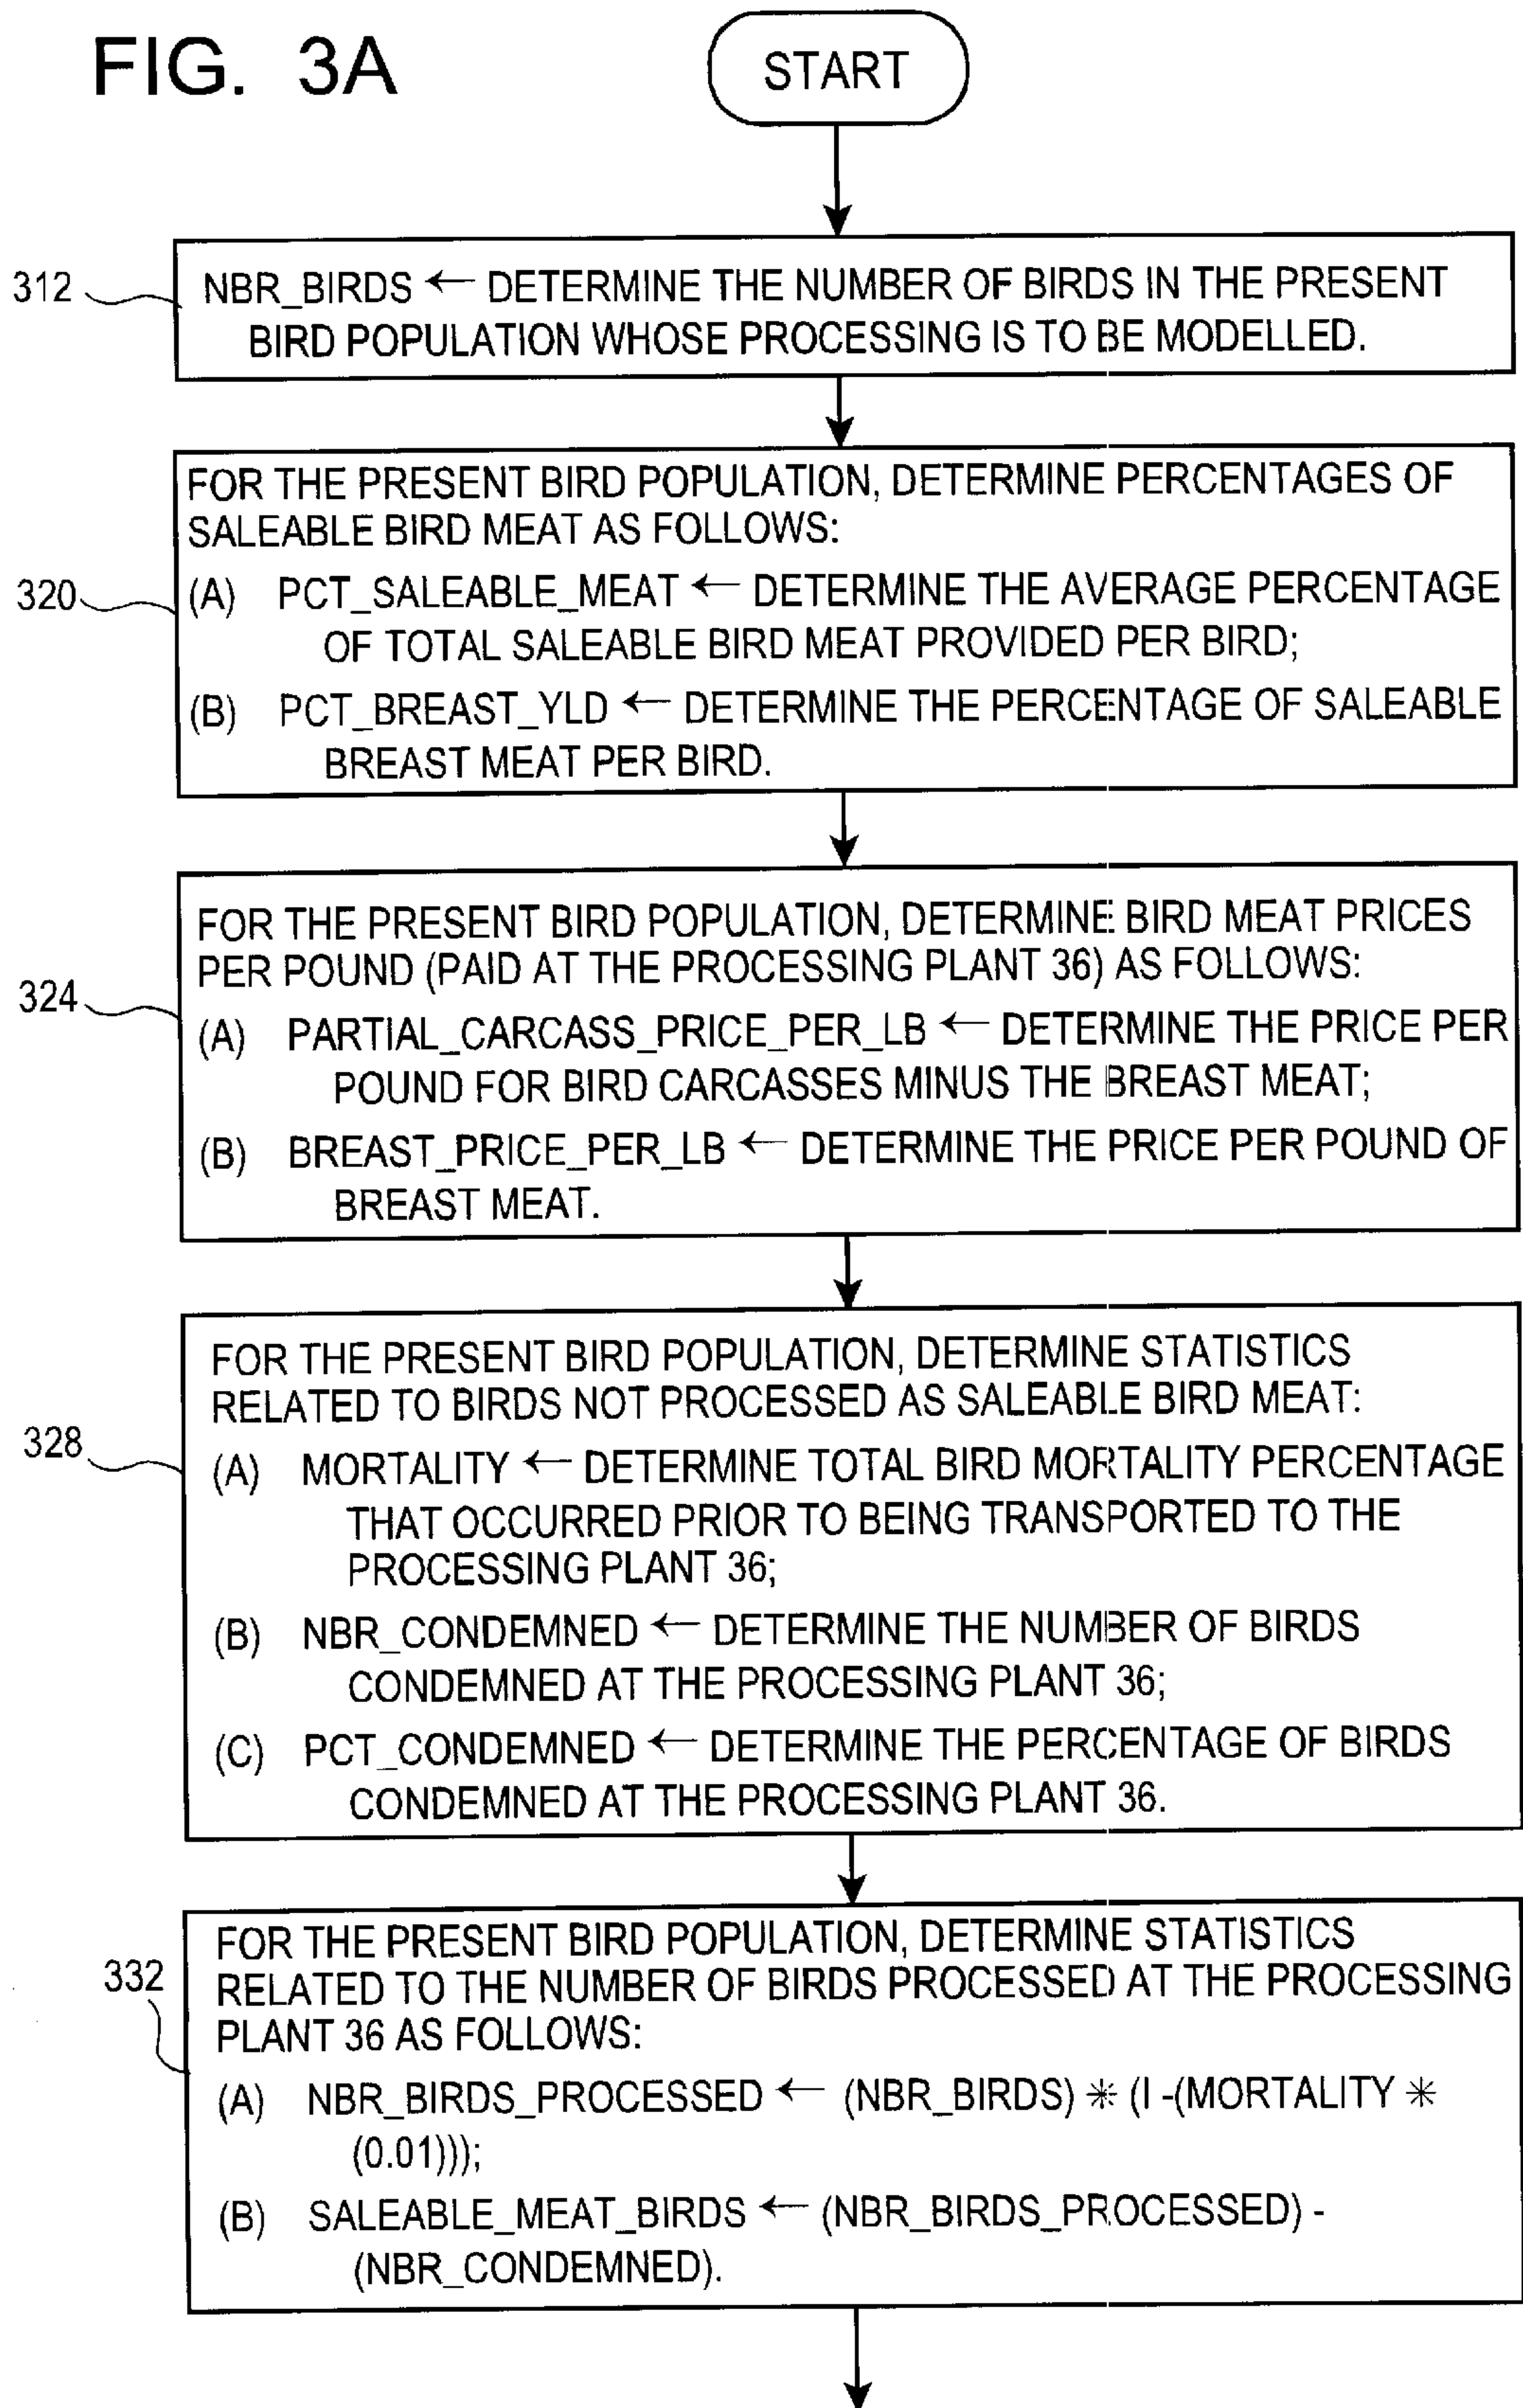 FIG. 3A
START
312
NBR_BIRDS ← DETERMINE THE NUMBER OF BIRDS IN THE PRESENT
BIRD POPULATION WHOSE PROCESSING IS TO BE MODELLED.
FOR THE PRESENT BIRD POPULATION, DETERMINE PERCENTAGES OF
SALEABLE BIRD MEAT AS FOLLOWS:
320
(A) PCT_SALEABLE_MEAT ← DETERMINE THE AVERAGE PERCENTAGE
OF TOTAL SALEABLE BIRD MEAT PROVIDED PER BIRD;
(B) PCT_BREAST_YLD ← DETERMINE THE PERCENTAGE OF SALEABLE
BREAST MEAT PER BIRD.
FOR THE PRESENT BIRD POPULATION, DETERMINE BIRD MEAT PRICES
PER POUND (PAID AT THE PROCESSING PLANT 36) AS FOLLOWS:
324
(A) PARTIAL_CARCASS_PRICE_PER_LB ← DETERMINE THE PRICE PER
POUND FOR BIRD CARCASSES MINUS THE BREAST MEAT;
(B) BREAST_PRICE_PER_LB ← DETERMINE THE PRICE PER POUND OF
BREAST MEAT.
FOR THE PRESENT BIRD POPULATION, DETERMINE STATISTICS
RELATED TO BIRDS NOT PROCESSED AS SALEABLE BIRD MEAT:
328
(A) MORTALITY ← DETERMINE TOTAL BIRD MORTALITY PERCENTAGE
THAT OCCURRED PRIOR TO BEING TRANSPORTED TO THE
PROCESSING PLANT 36;
(B) NBR_CONDEMNED ← DETERMINE THE NUMBER OF BIRDS
CONDEMNED AT THE PROCESSING PLANT 36;
(C) PCT_CONDEMNED ← DETERMINE THE PERCENTAGE OF BIRDS
CONDEMNED AT THE PROCESSING PLANT 36.
FOR THE PRESENT BIRD POPULATION, DETERMINE STATISTICS
332
RELATED TO THE NUMBER OF BIRDS PROCESSED AT THE PROCESSING
PLANT 36 AS FOLLOWS:
(A) NBR_BIRDS_PROCESSED ← (NBR_BIRDS) * (I -(MORTALITY *
(0.01)));
(B) SALEABLE_MEAT_BIRDS ← (NBR_BIRDS_PROCESSED) -
(NBR_CONDEMNED).